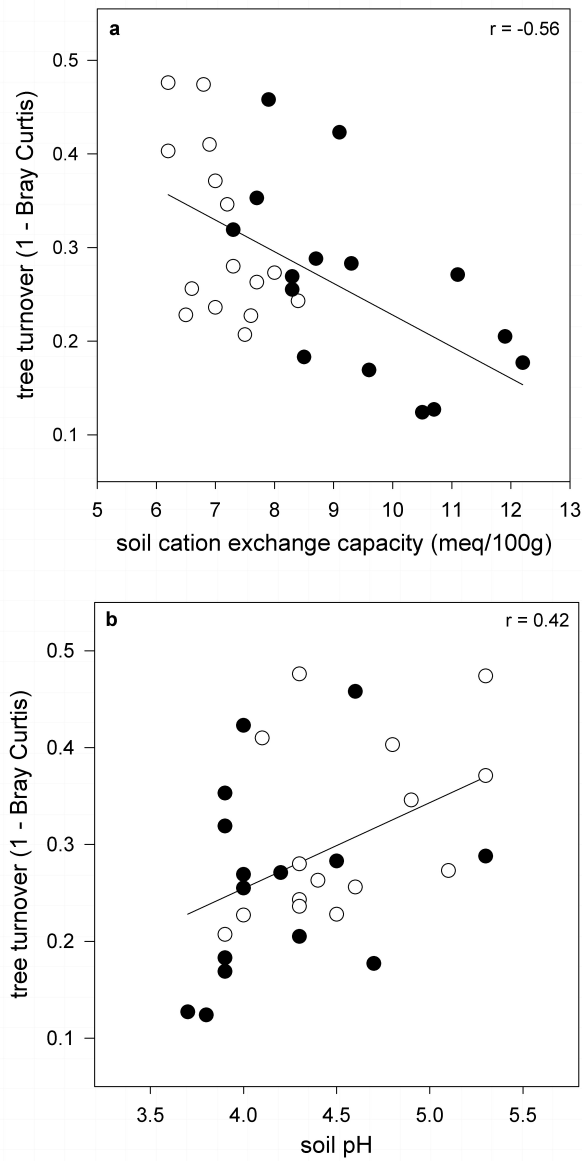 a
r = -0.56
0.5
0.4
0.3
0.2
0.1
tree turnover (1 - Bray Curtis)
5 6 7 8 9 10 11 12 13
soil cation exchange capacity (meq/100g)
b
r = 0.42
0.5
0.4
0.3
0.2
0.1
tree turnover (1 - Bray Curtis)
3.5 4.0 4.5 5.0 5.5
soil pH